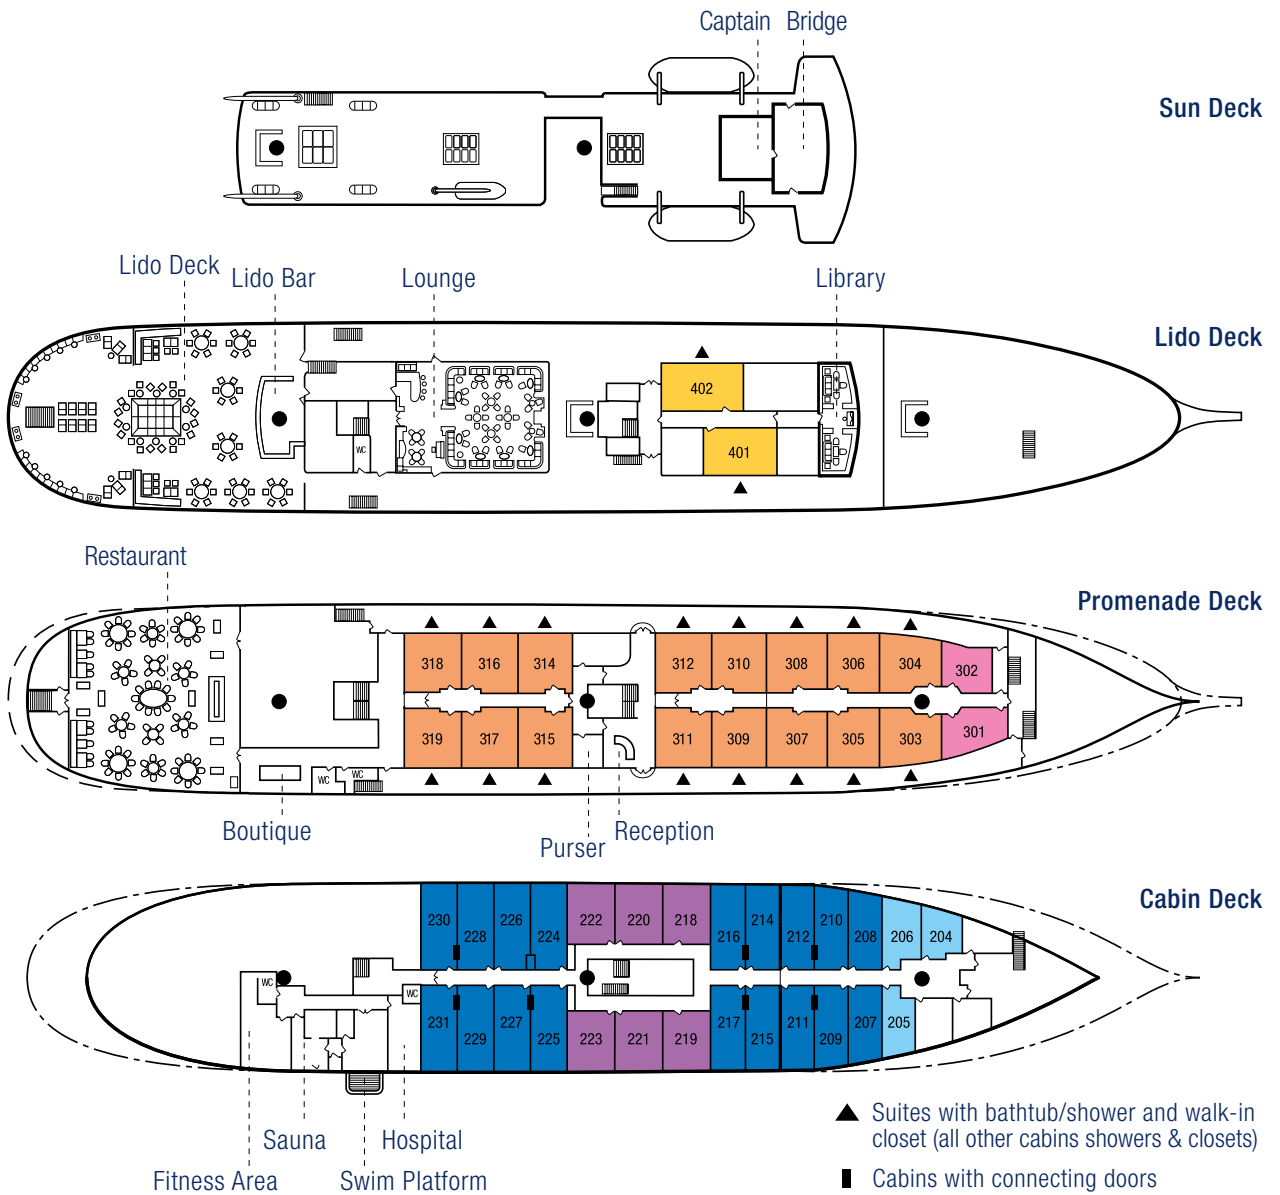 Captain Bridge
Sun Deck
Lido Deck
Lido Bar
Lounge
Library
Lido Deck
402
WC
401
Restaurant
Promenade Deck
318 316 314 312 310 308 306 304 302
319 317 315 311 309 307 305 303 301
WC WC
Boutique
Purser
Reception
Cabin Deck
230 228 226 224 222 220 218 216 214 212 210 208 206 204
WC
WC
231 229 227 225 223 221 219 217 215 211 209 207 205
Sauna
Hospital
Fitness Area
Swim Platform
Suites with bathtub/shower and walk-in
closet (all other cabins showers & closets)
Cabins with connecting doors